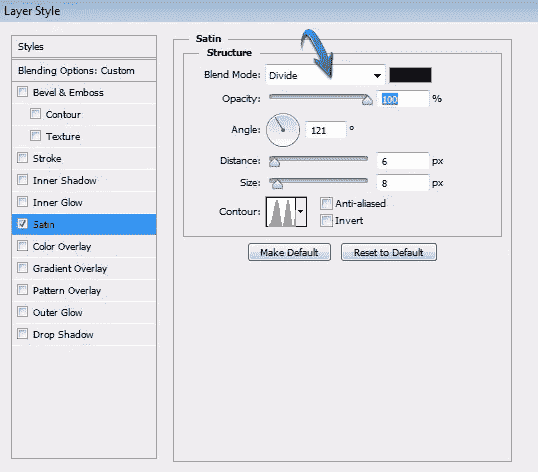 Layer Style
Styles
Blending Options: Custom
Bevel & Emboss
Contour
Texture
Stroke
Inner Shadow
Inner Glow
Satin
Color Overlay
Gradient Overlay
Pattern Overlay
Outer Glow
Drop Shadow
Satin
Structure
Blend Mode: Divide
Opacity: 100 %
Angle: 121 °
Distance: 6 px
Size: 8 px
Contour: Anti-aliased
Invert
Make Default Reset to Default